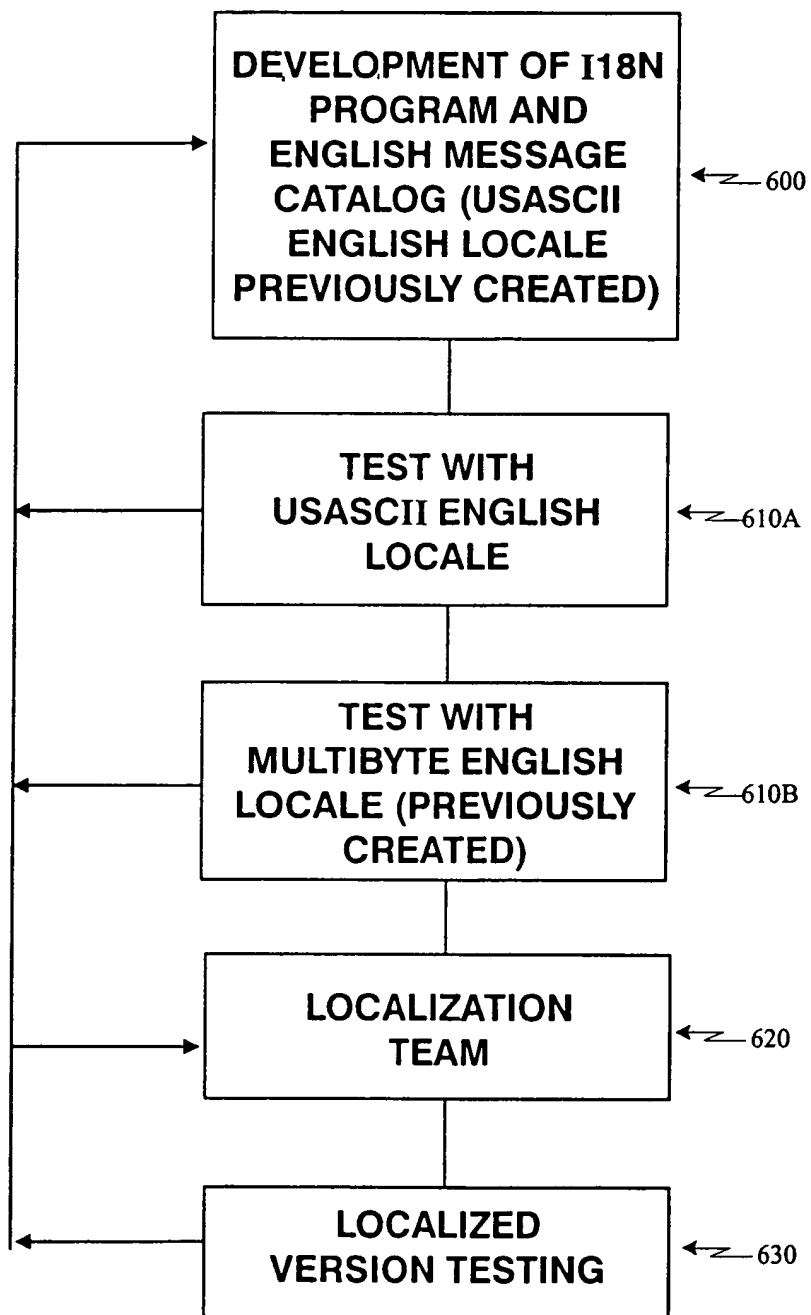 DEVELOPMENT OF I18N
PROGRAM AND
ENGLISH MESSAGE
CATALOG (USASCII
ENGLISH LOCALE
PREVIOUSLY CREATED)
600
TEST WITH
USASCII ENGLISH
LOCALE
610A
TEST WITH
MULTIBYTE ENGLISH
LOCALE (PREVIOUSLY
CREATED)
610B
LOCALIZATION
TEAM
620
LOCALIZED
VERSION TESTING
630